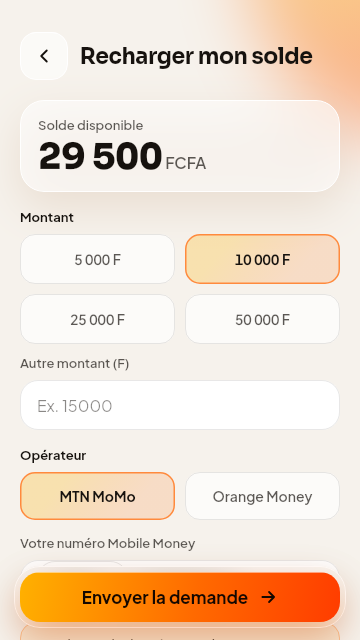 Recharger mon solde
Solde disponible
29 500 FCFA
Montant
5 000 F
10 000 F
25 000 F
50 000 F
Autre montant (F)
Ex. 15000
Opérateur
MTN MoMo
Orange Money
Votre numéro Mobile Money
Envoyer la demande →